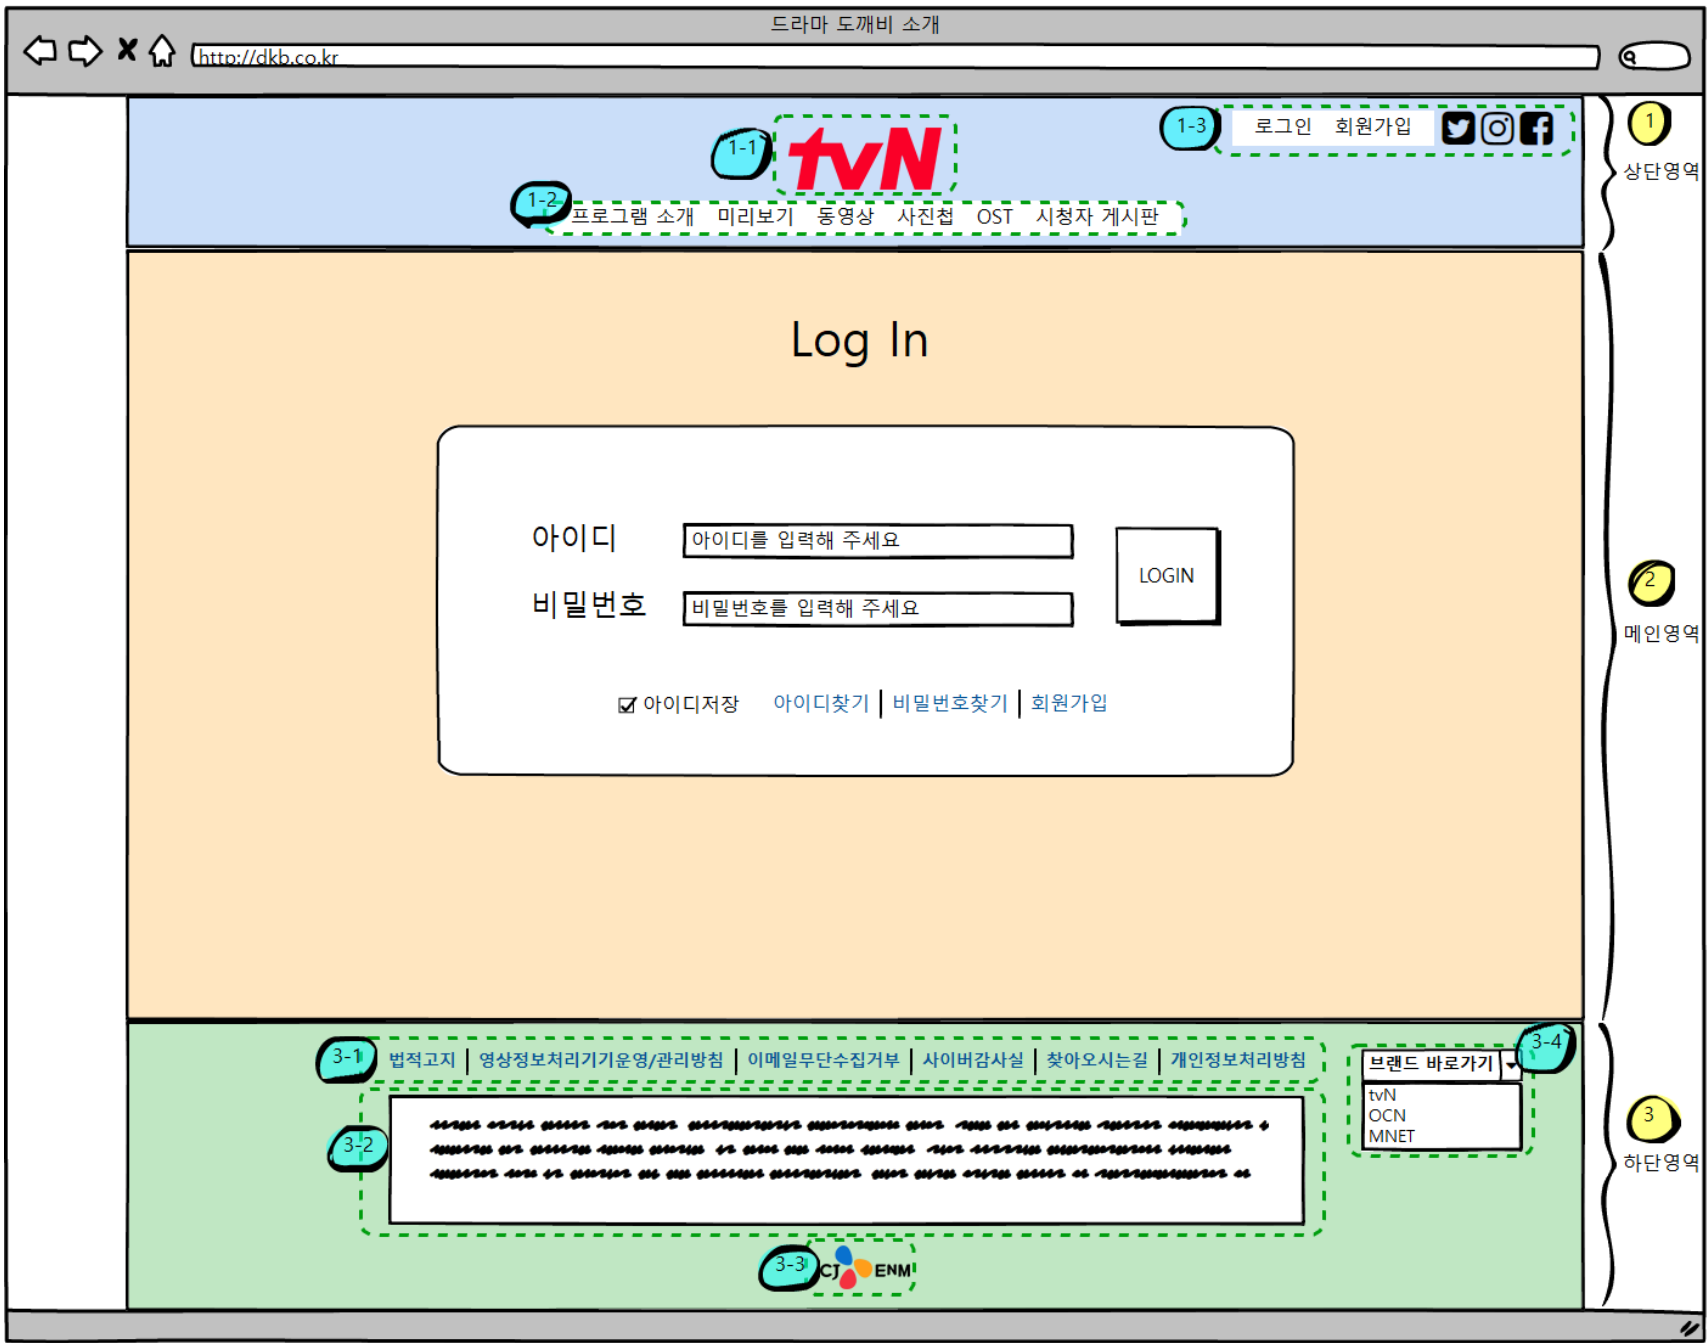 드라마 도깨비 소개
http://dkb.co.kr
1-1
tvN
1-3
로그인 회원가입
1
상단영역
1-2
프로그램 소개 미리보기 동영상 사진첩 OST 시청자 게시판
Log In
아이디
아이디를 입력해 주세요
비밀번호
비밀번호를 입력해 주세요
LOGIN
아이디저장 아이디찾기 비밀번호찾기 회원가입
2
메인영역
3-1
법적고지 영상정보처리기기운영/관리방침 이메일무단수집거부 사이버감사실 찾아오시는길 개인정보처리방침
3-4
브랜드 바로가기
tvN
OCN
MNET
3-2
3
하단영역
3-3
CJ ENM